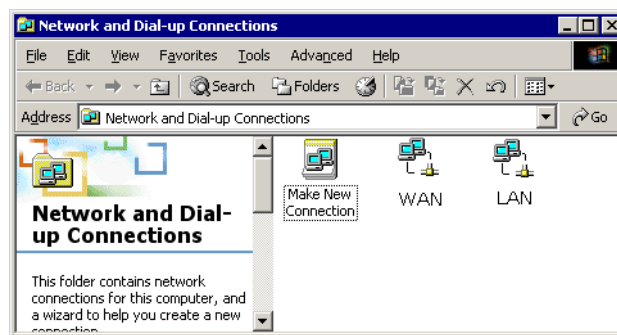 Network and Dial-up Connections
File Edit View Favorites Tools Advanced Help
Back Search Folders
Address Network and Dial-up Connections Go
Make New
Connection
WAN
LAN
Network and Dial-
up Connections
This folder contains network
connections for this computer, and
a wizard to help you create a new
connection